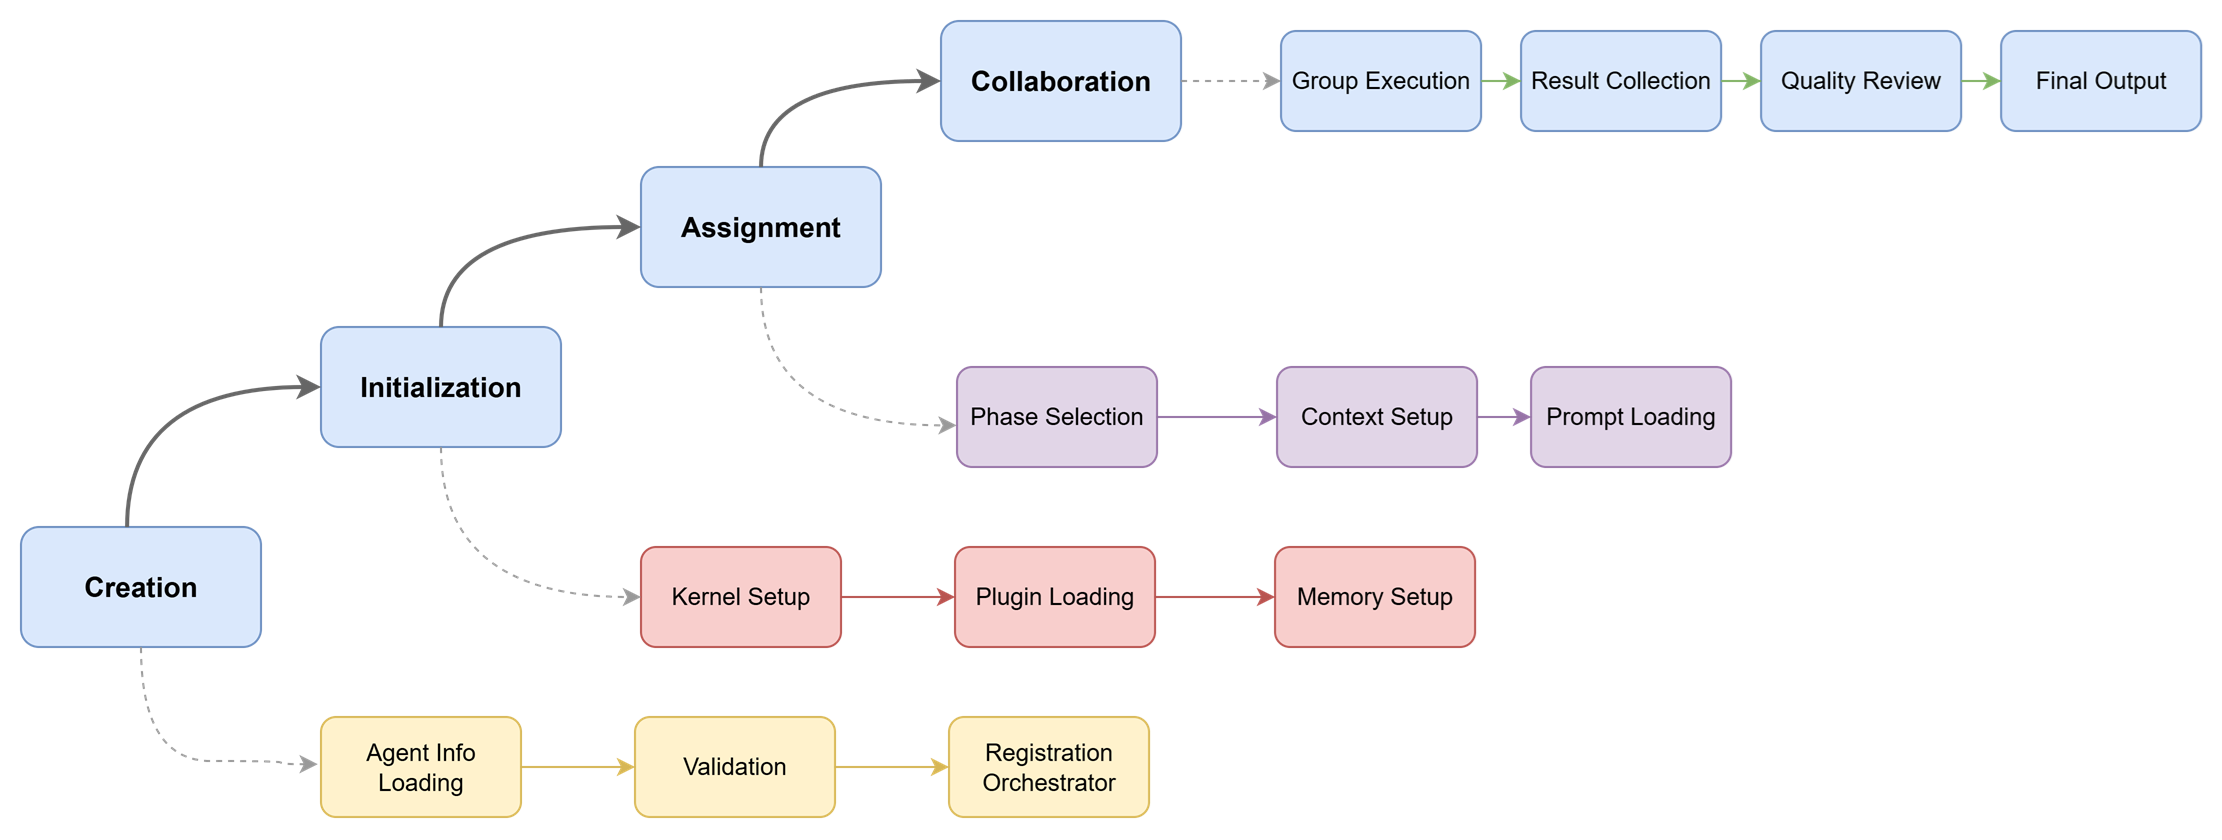 Collaboration
Group Execution
Result Collection
Quality Review
Final Output
Assignment
Phase Selection
Context Setup
Prompt Loading
Initialization
Kernel Setup
Plugin Loading
Memory Setup
Creation
Agent Info
Loading
Validation
Registration
Orchestrator